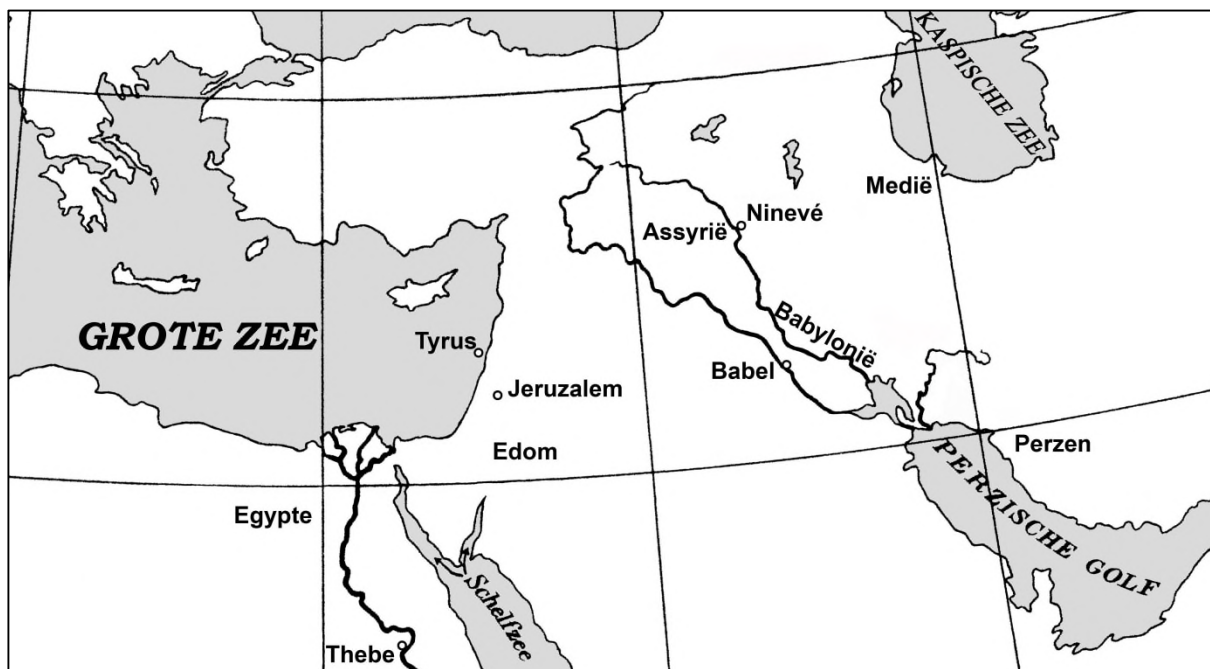 KASPISCHE ZEE
Medië
Ninevé
Assyrië
GROTE ZEE
Babylonië
Tyrus
Babel
Jeruzalem
Perzen
Edom
PERZISCHE GOLF
Egypte
Schelfzee
Thebe